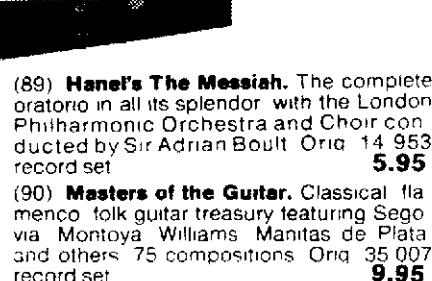 (89) Hanel's The Messiah. The complete
oratorio in all its splendor with the London
Philharmonic Orchestra and Choir con
ducted by Sir Adrian Boult Orig 14 953
record set 5.95
(90) Masters of the Guitar. Classical fla
menco folk guitar treasury featuring Sego
via Montoya Williams Manitas de Plata
and others 75 compositions Orig 35 007
record set 9.95